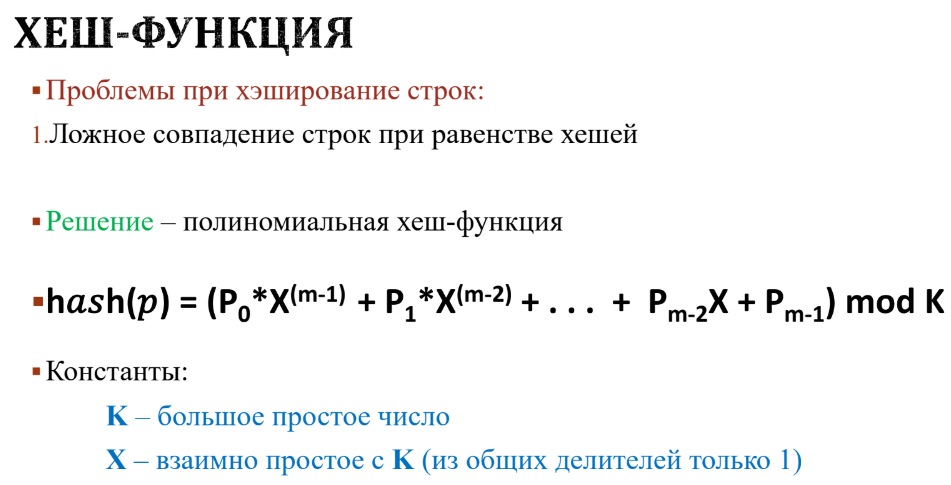 ХЕШ-ФУНКЦИЯ
▪Проблемы при хэширование строк:
1.Ложное совпадение строк при равенстве хешей
▪Решение – полиномиальная хеш-функция
▪hash(p) = (P₀*X⁽ᵐ⁻¹⁾ + P₁*X⁽ᵐ⁻²⁾ + . . . + Pₘ₋₂X + Pₘ₋₁) mod K
▪Константы:
K – большое простое число
X – взаимно простое с K (из общих делителей только 1)